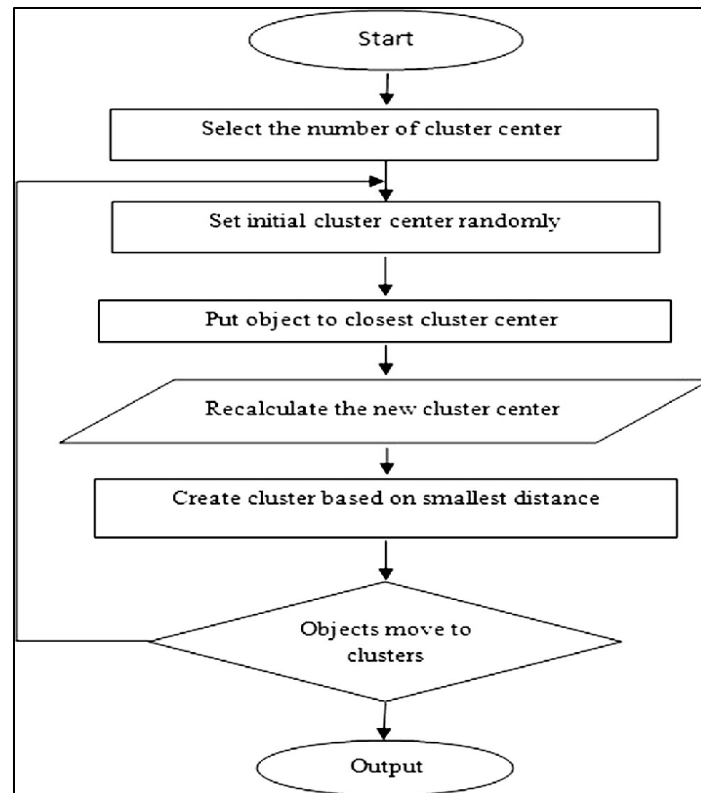 Start
Select the number of cluster center
Set initial cluster center randomly
Put object to closest cluster center
Recalculate the new cluster center
Create cluster based on smallest distance
Objects move to
clusters
Output